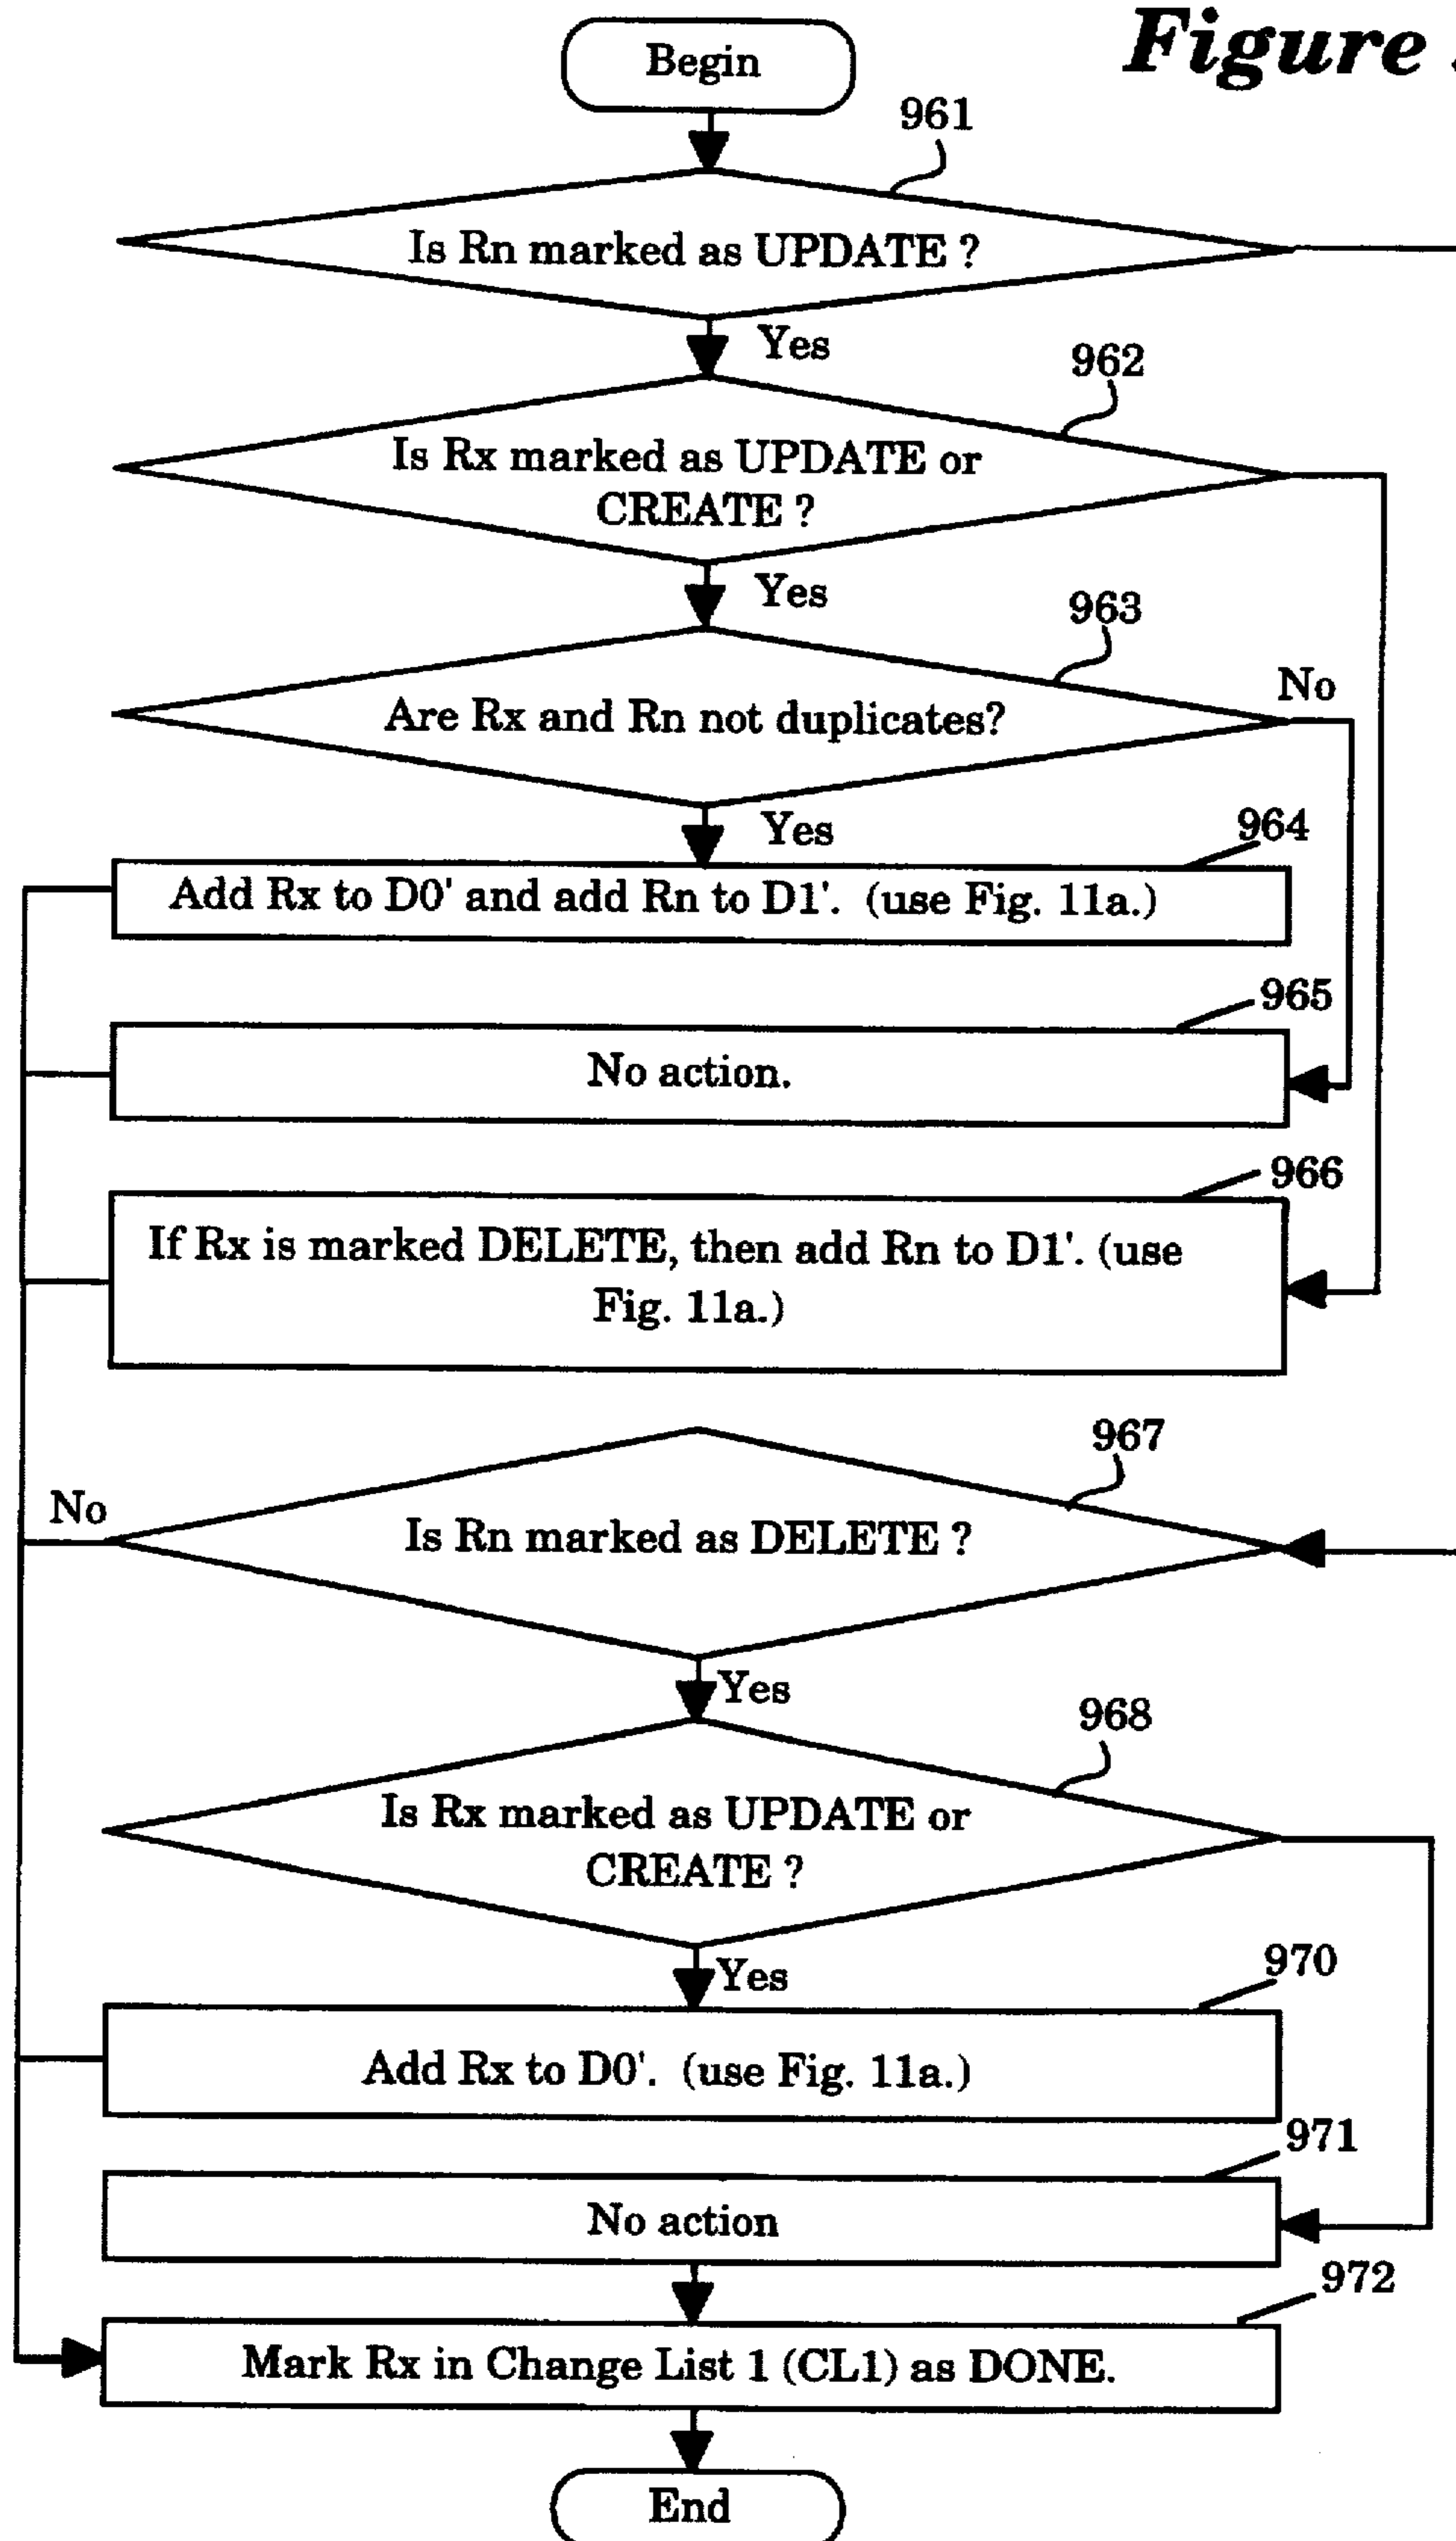 Figure
Begin
961
Is Rn marked as UPDATE ?
Yes
962
Is Rx marked as UPDATE or
CREATE ?
Yes
963
No
Are Rx and Rn not duplicates?
Yes
964
Add Rx to D0' and add Rn to D1'. (use Fig. 11a.)
965
No action.
966
If Rx is marked DELETE, then add Rn to D1'. (use
Fig. 11a.)
967
No
Is Rn marked as DELETE ?
Yes
968
Is Rx marked as UPDATE or
CREATE ?
Yes
970
Add Rx to D0'. (use Fig. 11a.)
971
No action
972
Mark Rx in Change List 1 (CL1) as DONE.
End